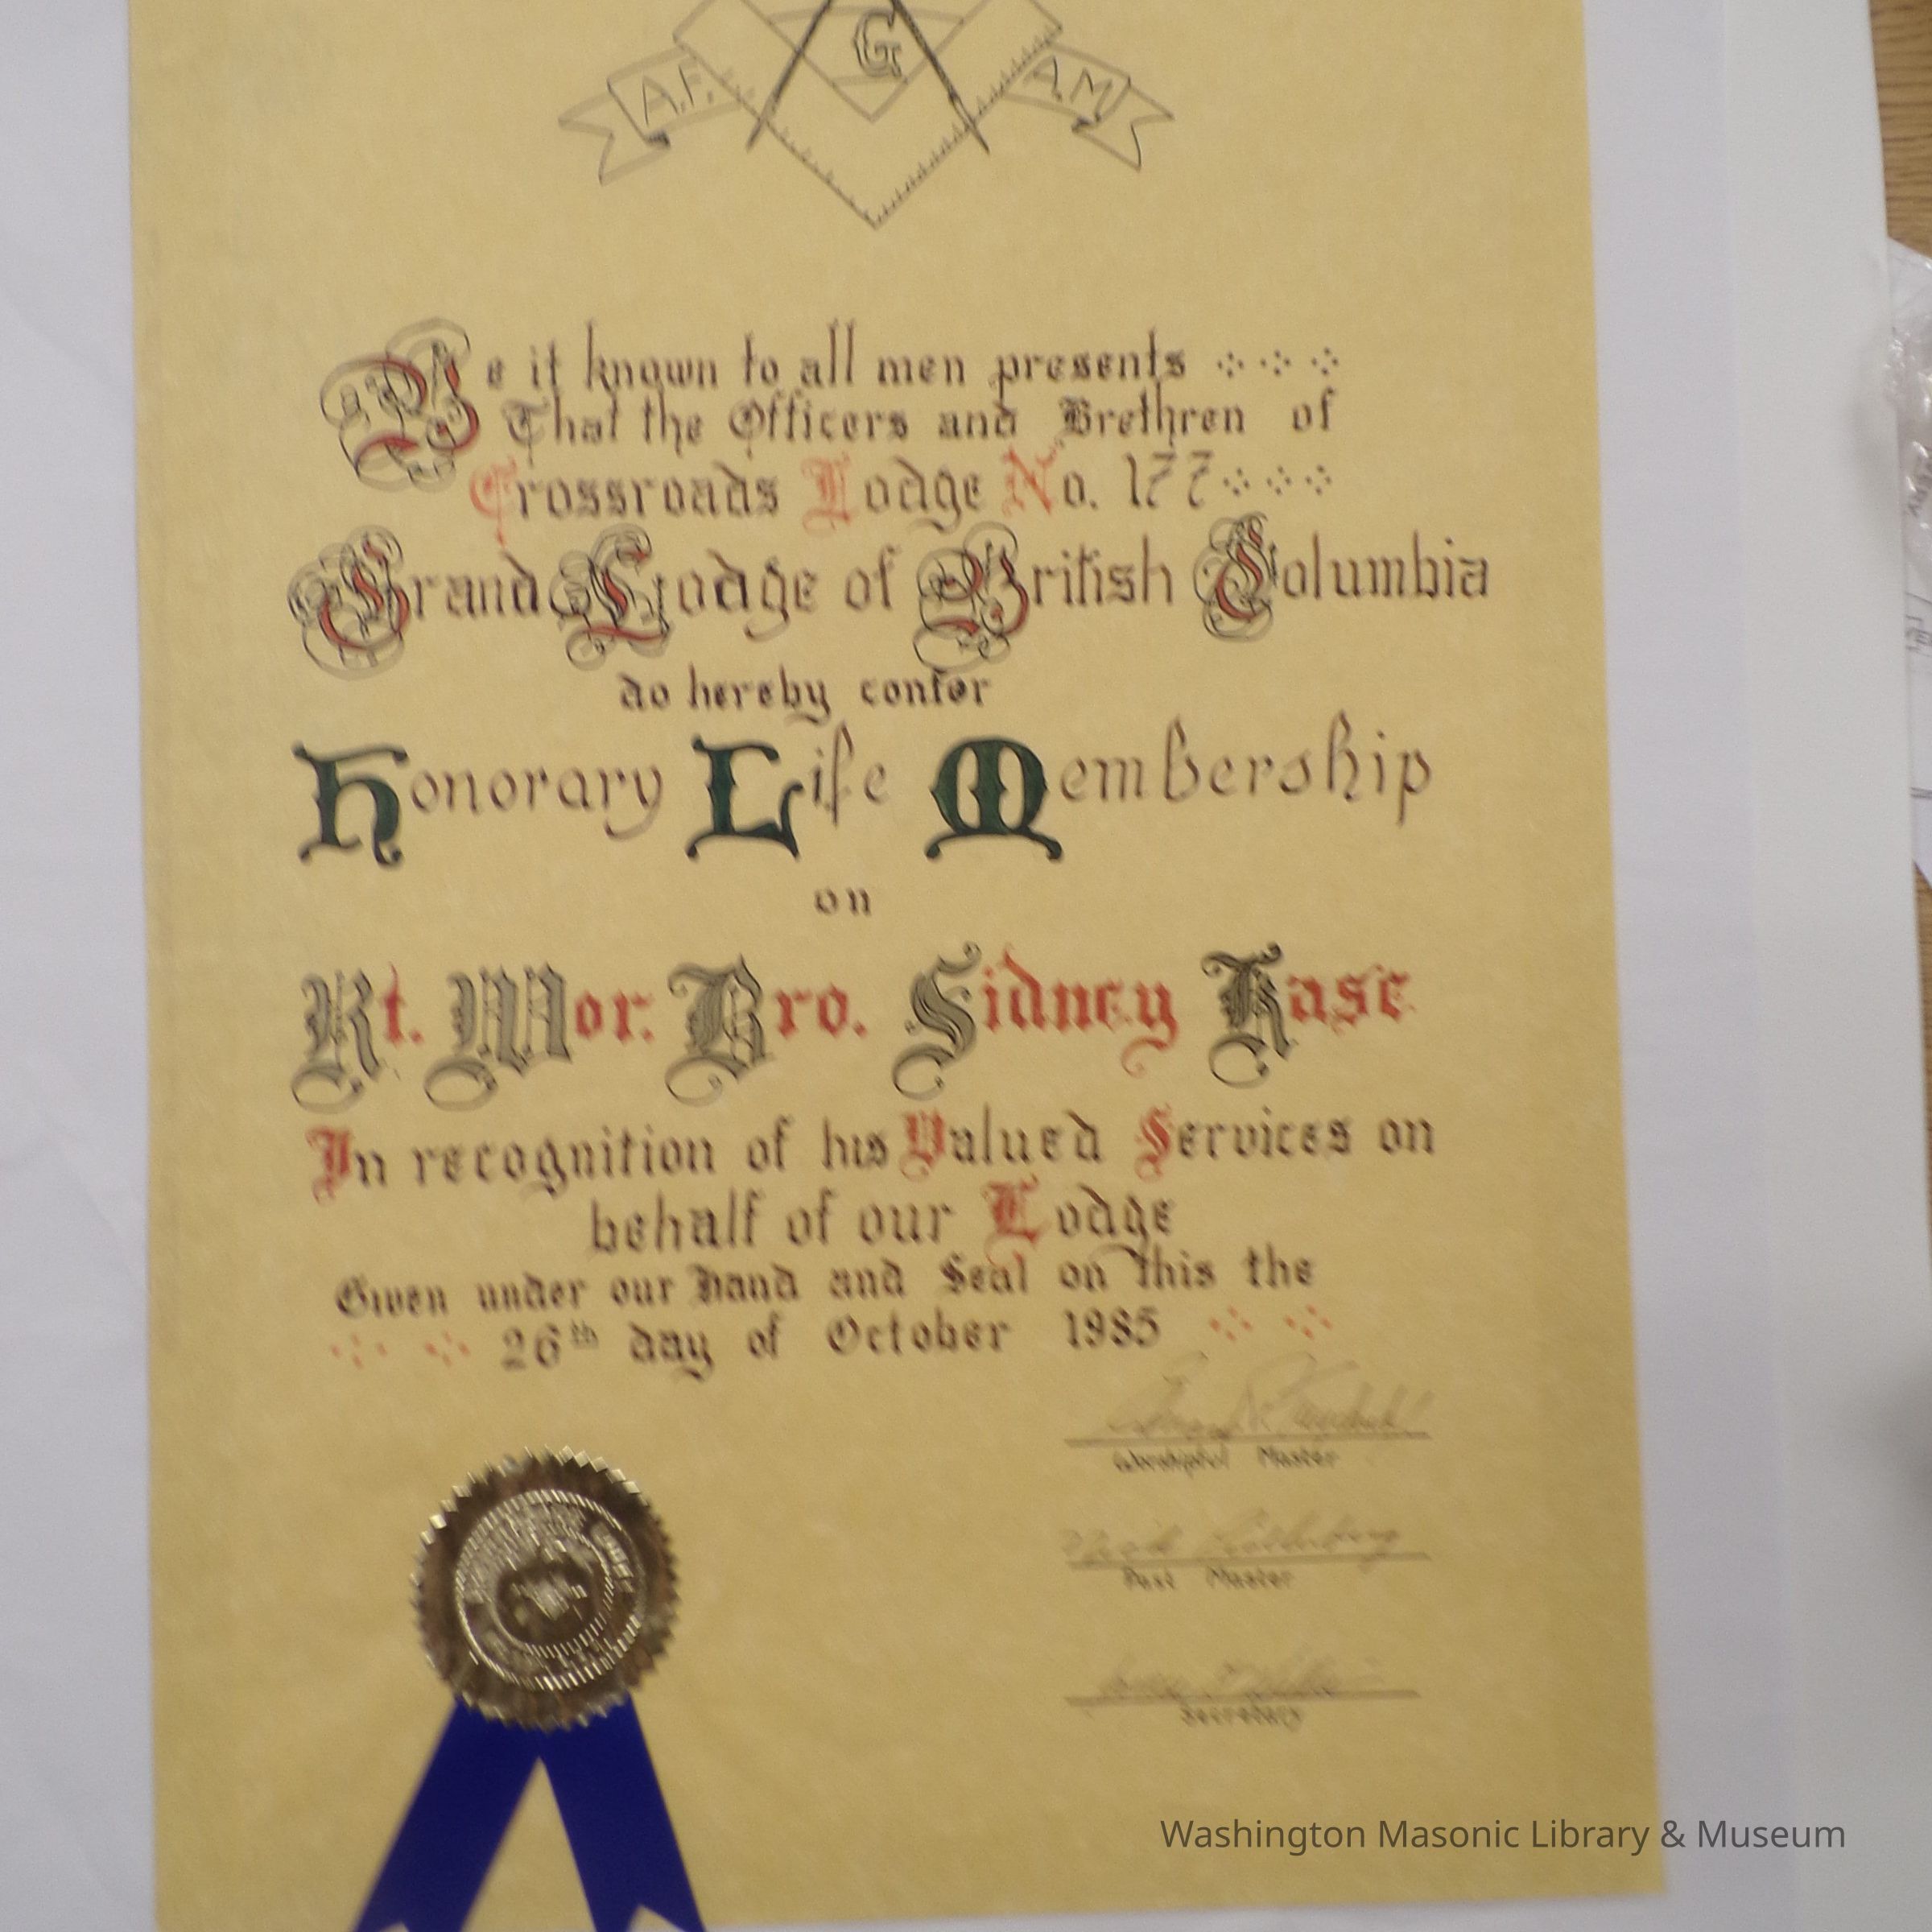 A.F. G A.M
Be it known to all men presents
That the Officers and Brethren of
Crossroads Lodge No. 177
Grand Lodge of British Columbia
do hereby confer
Honorary Life Membership
on
Rt. Wor. Bro. Sidney Kase
In recognition of his Valued Services on
behalf of our Lodge
Given under our Hand and Seal on this the
26th day of October 1985
Worshipful Master
Past Master
Secretary
Washington Masonic Library & Museum